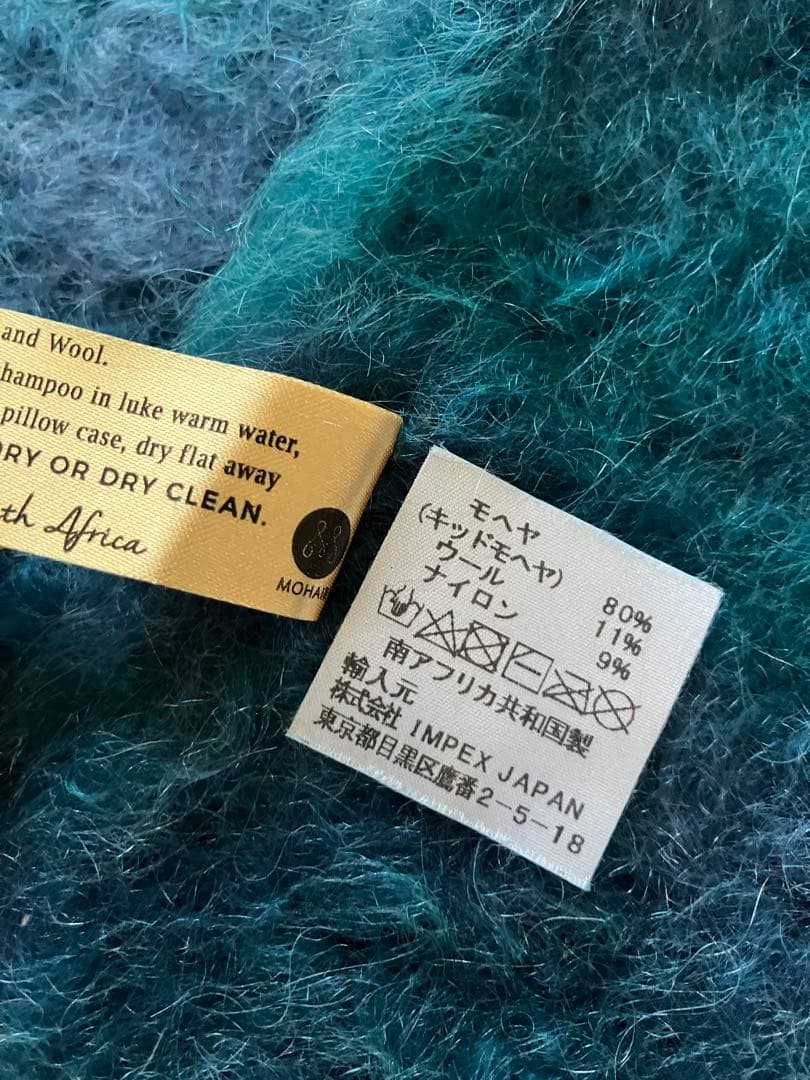 and Wool.
hampoo in luke warm water,
pillow case, dry flat away
DRY OR DRY CLEAN.
th Africa
MOHAIR
モヘヤ
(キッドモヘヤ) 80%
ウール 11%
ナイロン 9%
南アフリカ共和国製
輸入元
株式会社 IMPEX JAPAN
東京都目黒区鷹番2-5-18